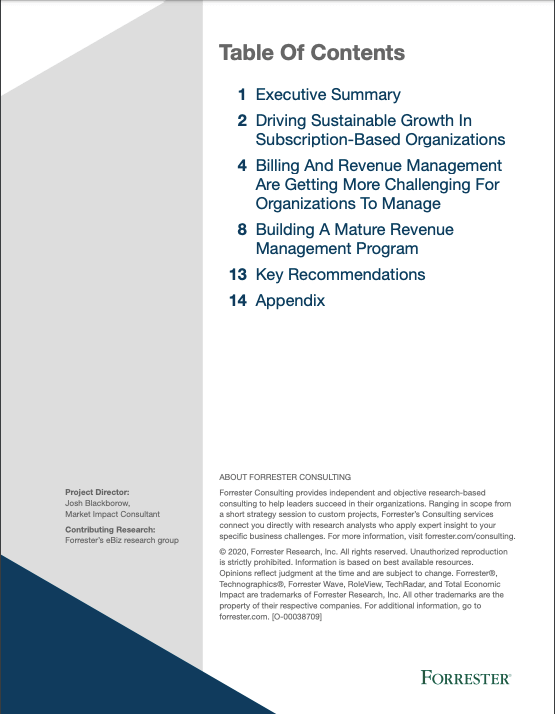 Table Of Contents
1 Executive Summary
2 Driving Sustainable Growth In
Subscription-Based Organizations
4 Billing And Revenue Management
Are Getting More Challenging For
Organizations To Manage
8 Building A Mature Revenue
Management Program
13 Key Recommendations
14 Appendix
Project Director:
Josh Blackborow,
Market Impact Consultant
Contributing Research:
Forrester's eBiz research group
ABOUT FORRESTER CONSULTING
Forrester Consulting provides independent and objective research-based
consulting to help leaders succeed in their organizations. Ranging in scope from
a short strategy session to custom projects, Forrester's Consulting services
connect you directly with research analysts who apply expert insight to your
specific business challenges. For more information, visit forrester.com/consulting.
© 2020, Forrester Research, Inc. All rights reserved. Unauthorized reproduction
is strictly prohibited. Information is based on best available resources.
Opinions reflect judgment at the time and are subject to change. Forrester®,
Technographics®, Forrester Wave, RoleView, TechRadar, and Total Economic
Impact are trademarks of Forrester Research, Inc. All other trademarks are the
property of their respective companies. For additional information, go to
forrester.com. [O-00038709]
FORRESTER®